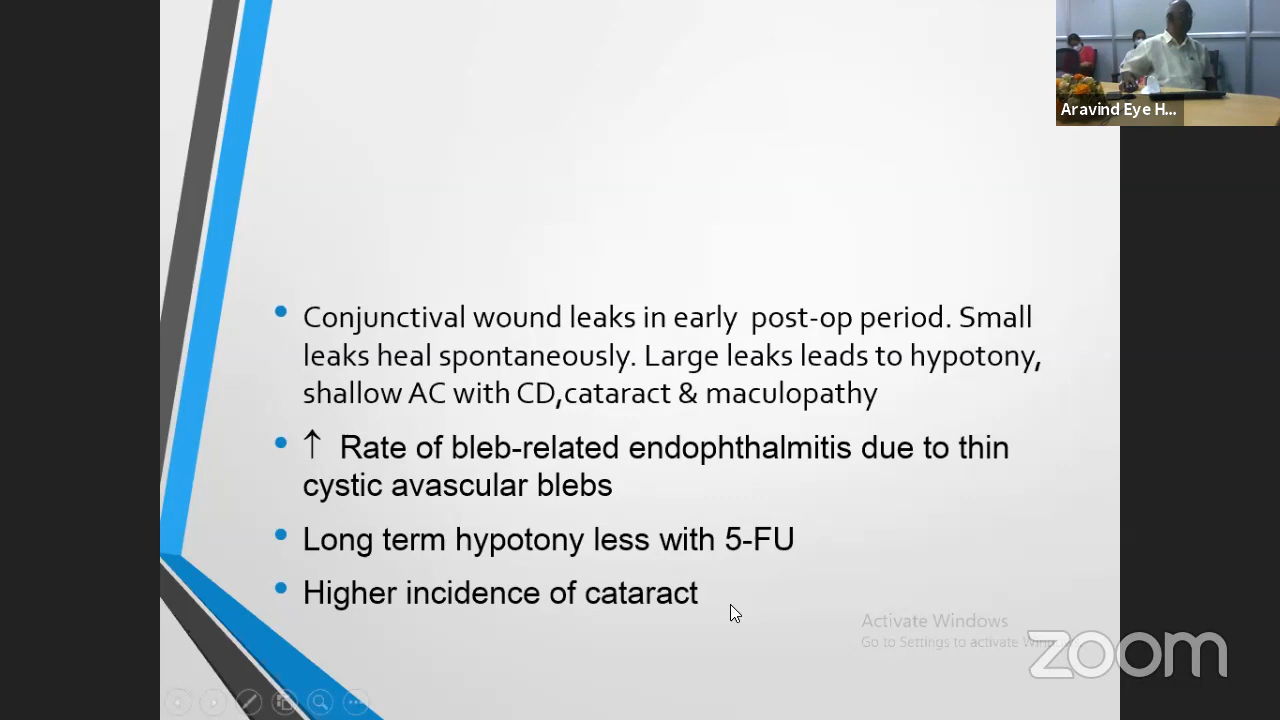 Aravind Eye H...
Conjunctival wound leaks in early post-op period. Small
leaks heal spontaneously. Large leaks leads to hypotony,
shallow AC with CD,cataract & maculopathy
↑ Rate of bleb-related endophthalmitis due to thin
cystic avascular blebs
Long term hypotony less with 5-FU
Higher incidence of cataract
Activate Windows
Go to Settings to activate
zoom